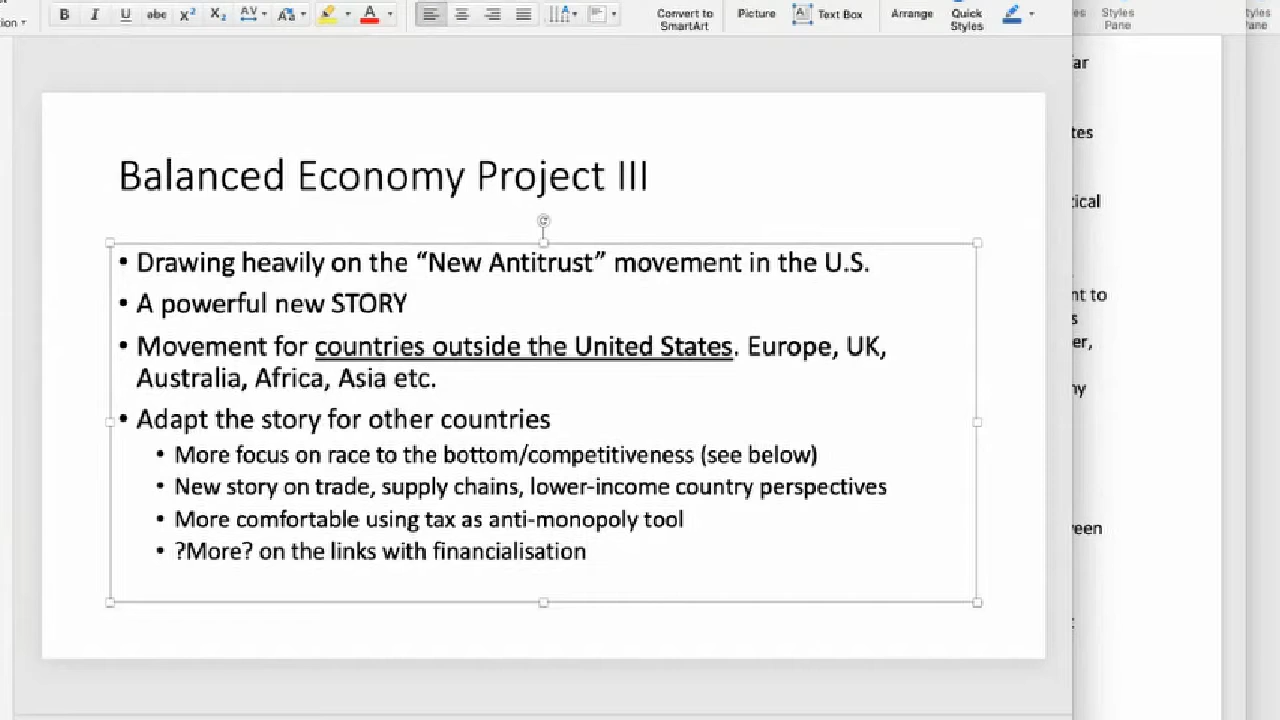 B I U abc X² X₂ AV A A
Convert to
SmartArt
Picture
Text Box
Arrange
Quick
Styles
Styles
Pane
Balanced Economy Project III
• Drawing heavily on the “New Antitrust” movement in the U.S.
• A powerful new STORY
• Movement for countries outside the United States. Europe, UK,
Australia, Africa, Asia etc.
• Adapt the story for other countries
• More focus on race to the bottom/competitiveness (see below)
• New story on trade, supply chains, lower-income country perspectives
• More comfortable using tax as anti-monopoly tool
• ?More? on the links with financialisation